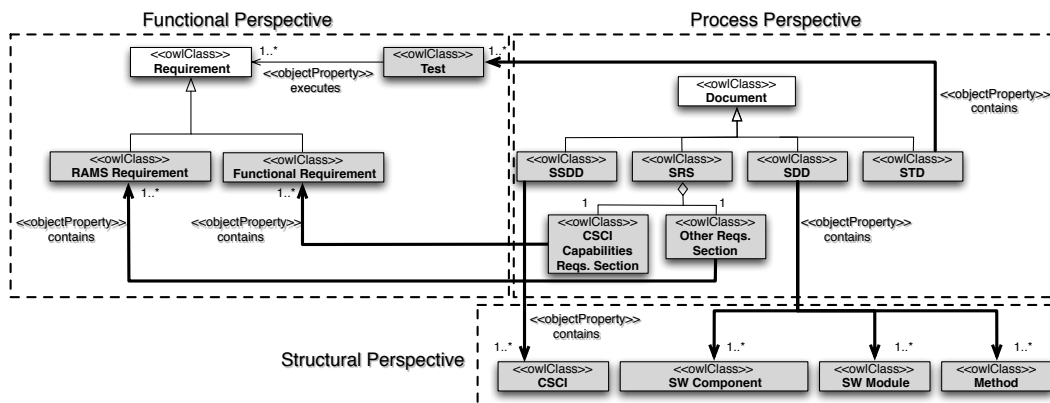 Functional Perspective
Process Perspective
<<owlClass>>
Requirement
1..*
<<objectProperty>>
executes
<<owlClass>>
Test
1..*
<<owlClass>>
Document
<<objectProperty>>
contains
<<owlClass>>
RAMS Requirement
<<owlClass>>
Functional Requirement
<<owlClass>>
SSDD
<<owlClass>>
SRS
<<owlClass>>
SDD
<<owlClass>>
STD
1..*
1..*
<<objectProperty>>
contains
<<objectProperty>>
contains
1
1
<<owlClass>>
CSCI
Capabilities
Reqs. Section
<<owlClass>>
Other Reqs.
Section
<<objectProperty>>
contains
<<objectProperty>>
contains
Structural Perspective
1..*
1..*
1..*
1..*
<<owlClass>>
CSCI
<<owlClass>>
SW Component
<<owlClass>>
SW Module
<<owlClass>>
Method